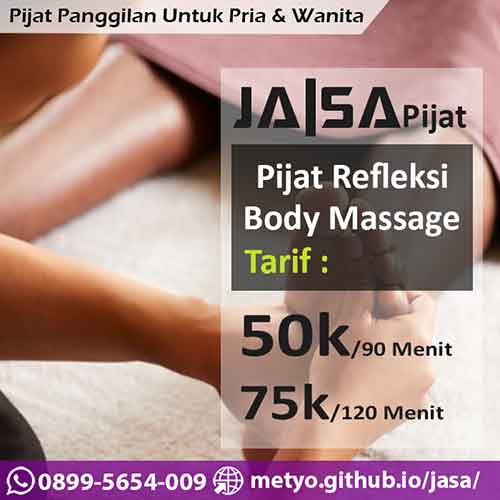 Pijat Panggilan Untuk Pria & Wanita
JA|SA Pijat
Pijat Refleksi
Body Massage
Tarif :
50k/90 Menit
75k/120 Menit
0899-5654-009 metyo.github.io/jasa/